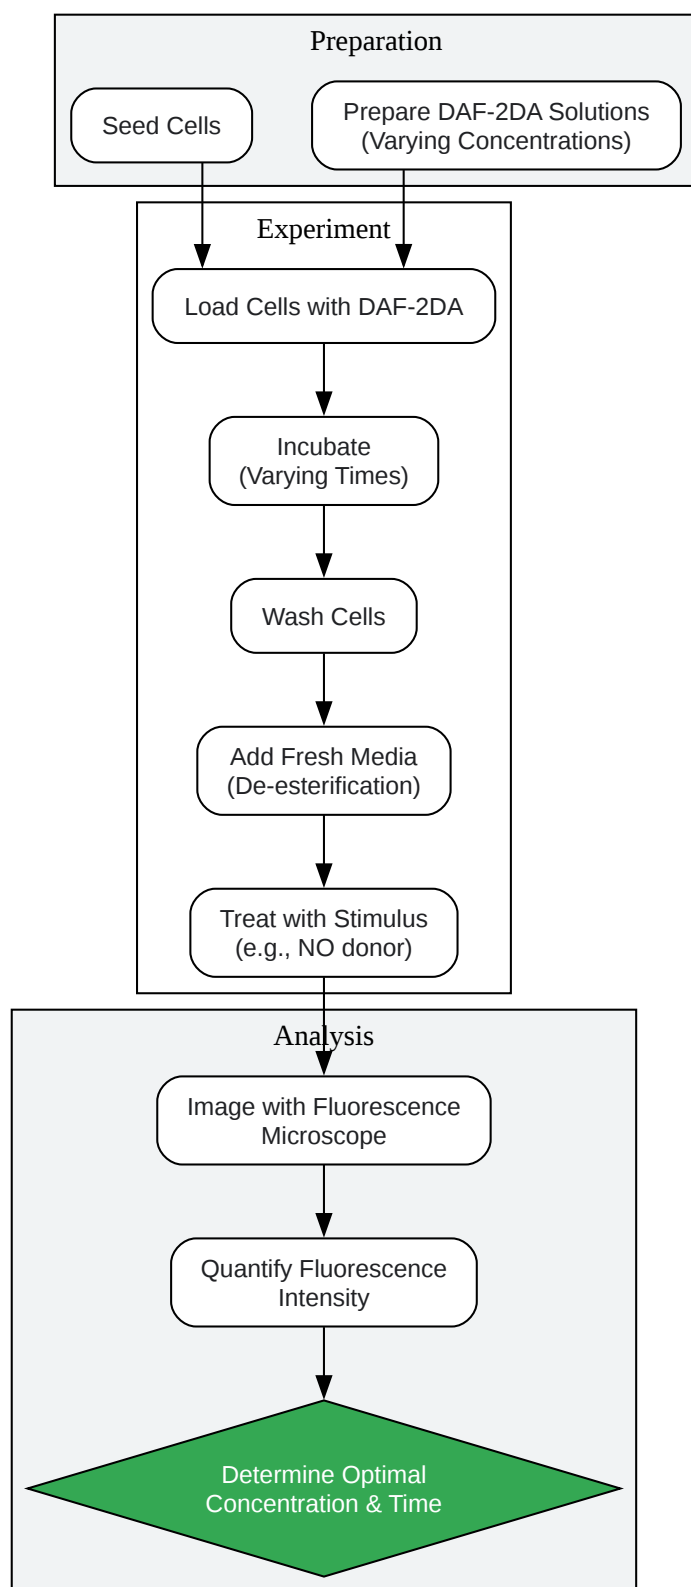 Preparation
Seed Cells
Prepare DAF-2DA Solutions
(Varying Concentrations)
Experiment
Load Cells with DAF-2DA
Incubate
(Varying Times)
Wash Cells
Add Fresh Media
(De-esterification)
Treat with Stimulus
(e.g., NO donor)
Analysis
Image with Fluorescence
Microscope
Quantify Fluorescence
Intensity
Determine Optimal
Concentration & Time